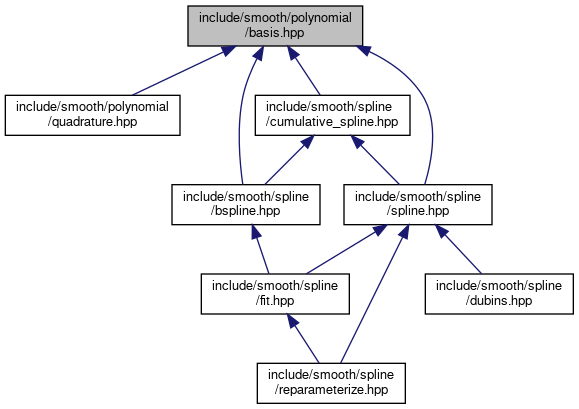 include/smooth/polynomial
/basis.hpp
include/smooth/polynomial
/quadrature.hpp
include/smooth/spline
/cumulative_spline.hpp
include/smooth/spline
/bspline.hpp
include/smooth/spline
/spline.hpp
include/smooth/spline
/fit.hpp
include/smooth/spline
/dubins.hpp
include/smooth/spline
/reparameterize.hpp